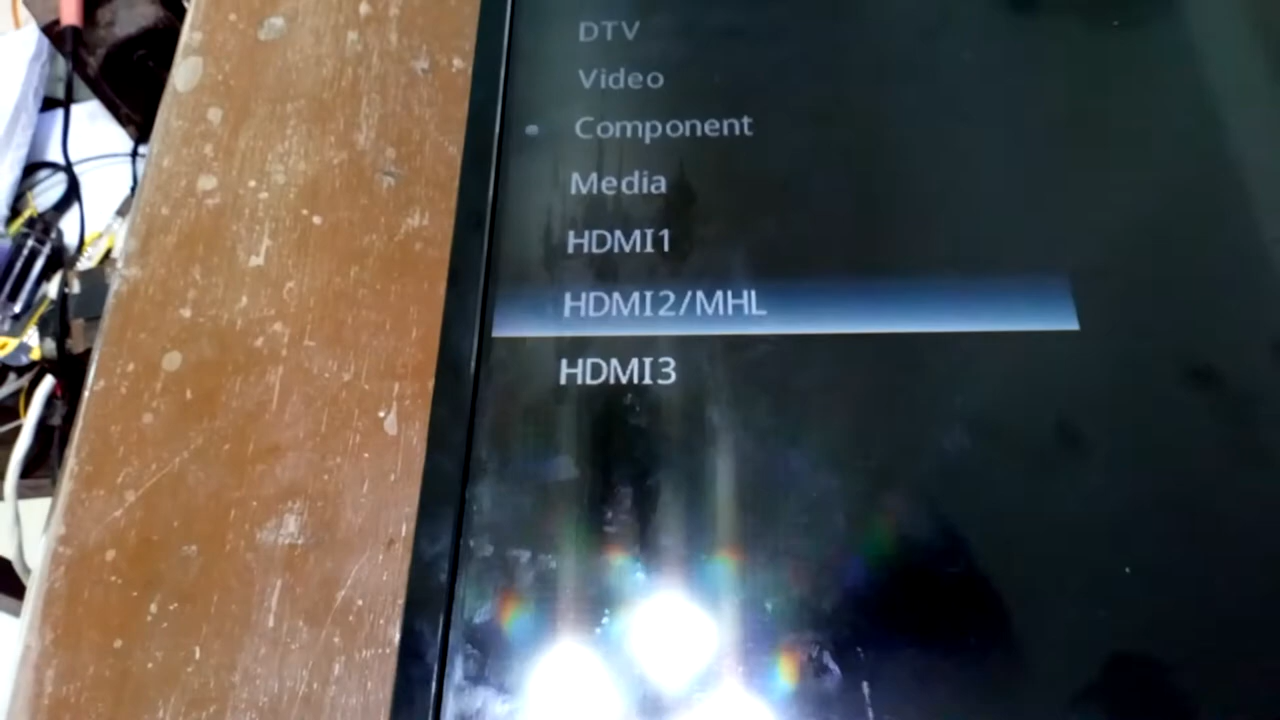 DTV
Video
Component
Media
HDMI1
HDMI2/MHL
HDMI3